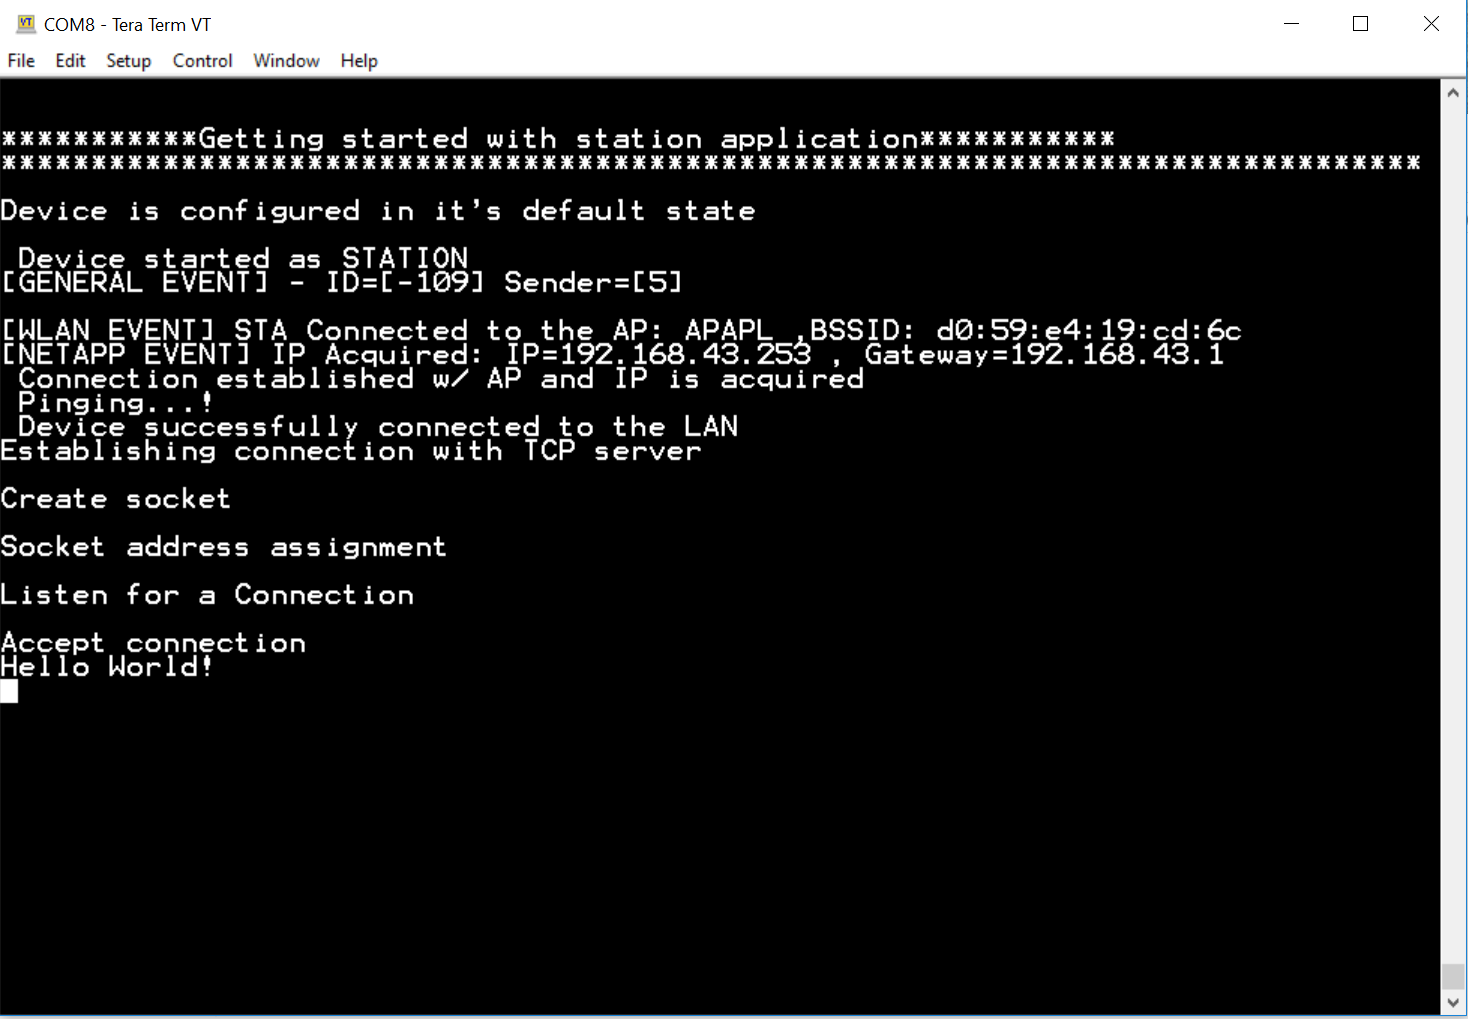 COM8 - Tera Term VT
File Edit Setup Control Window Help
***********Getting started with station application***********
*******************************************************************************
Device is configured in it's default state
Device started as STATION
[GENERAL EVENT] - ID=[-109] Sender=[5]
[WLAN EVENT] STA Connected to the AP: APAPL ,BSSID: d0:59:e4:19:cd:6c
[NETAPP EVENT] IP Acquired: IP=192.168.43.253 , Gateway=192.168.43.1
Connection established w/ AP and IP is acquired
Pinging...!
Device successfully connected to the LAN
Establishing connection with TCP server
Create socket
Socket address assignment
Listen for a Connection
Accept connection
Hello World!